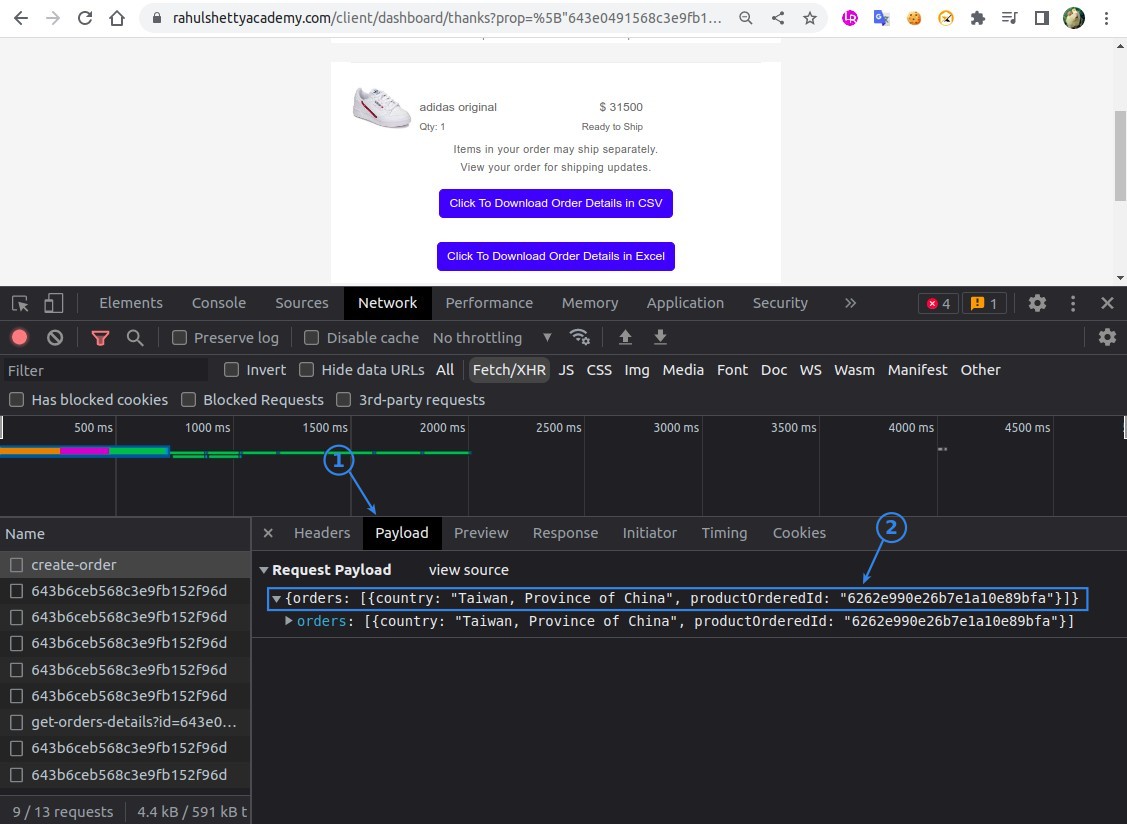 rahulshettyacademy.com/client/dashboard/thanks?prop=%5B"643e0491568c3e9fb1...
adidas original $ 31500
Qty: 1 Ready to Ship
Items in your order may ship separately.
View your order for shipping updates.
Click To Download Order Details in CSV
Click To Download Order Details in Excel
Elements Console Sources Network Performance Memory Application Security » 4 1
Preserve log Disable cache No throttling
Filter Invert Hide data URLs All Fetch/XHR JS CSS Img Media Font Doc WS Wasm Manifest Other
Has blocked cookies Blocked Requests 3rd-party requests
500 ms 1000 ms 1500 ms 2000 ms 2500 ms 3000 ms 3500 ms 4000 ms 4500 ms
1
2
Name
Headers Payload Preview Response Initiator Timing Cookies
create-order
643b6ceb568c3e9fb152f96d
643b6ceb568c3e9fb152f96d
643b6ceb568c3e9fb152f96d
643b6ceb568c3e9fb152f96d
643b6ceb568c3e9fb152f96d
get-orders-details?id=643e0...
643b6ceb568c3e9fb152f96d
643b6ceb568c3e9fb152f96d
Request Payload view source
{orders: [{country: "Taiwan, Province of China", productOrderedId: "6262e990e26b7e1a10e89bfa"}]}
orders: [{country: "Taiwan, Province of China", productOrderedId: "6262e990e26b7e1a10e89bfa"}]
9 / 13 requests 4.4 kB / 591 kB t